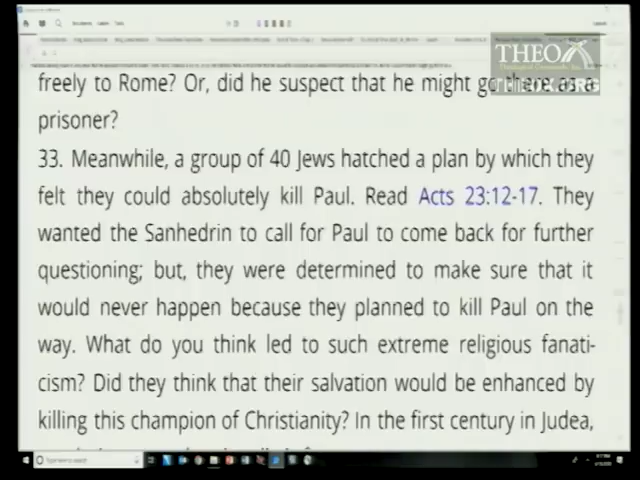 THEOX
THEOX.ORG
freely to Rome? Or, did he suspect that he might go there as a
prisoner?
33. Meanwhile, a group of 40 Jews hatched a plan by which they
felt they could absolutely kill Paul. Read Acts 23:12-17. They
wanted the Sanhedrin to call for Paul to come back for further
questioning; but, they were determined to make sure that it
would never happen because they planned to kill Paul on the
way. What do you think led to such extreme religious fanati-
cism? Did they think that their salvation would be enhanced by
killing this champion of Christianity? In the first century in Judea,